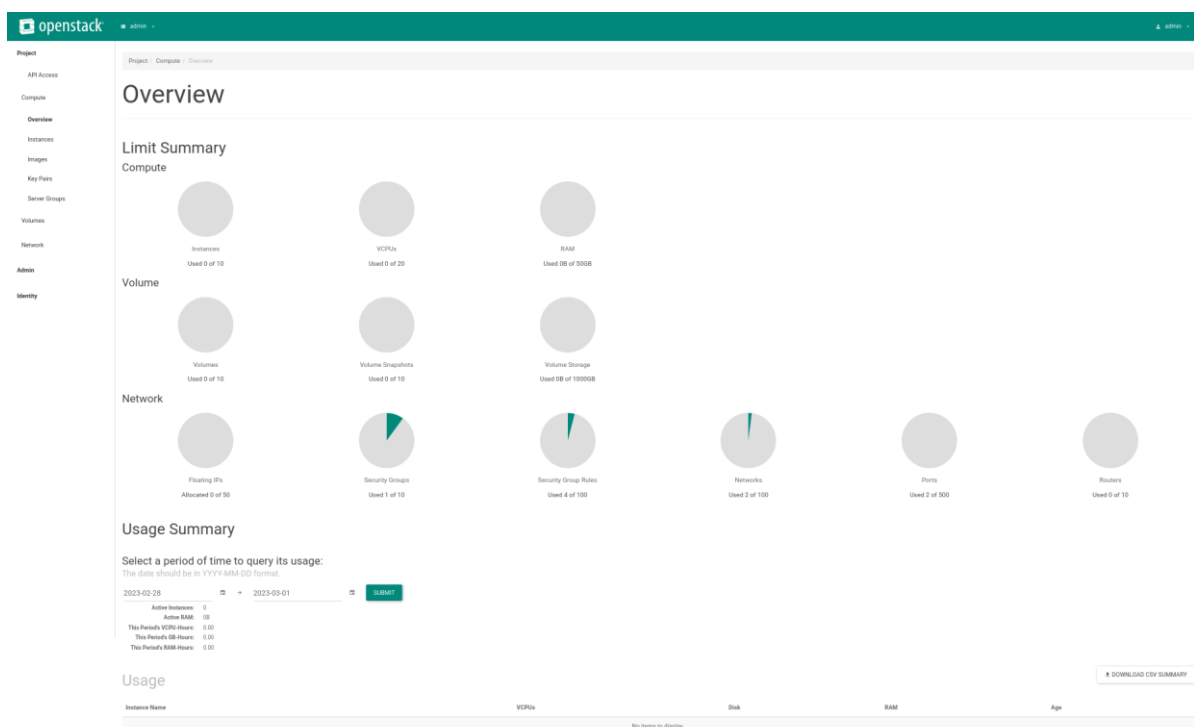 openstack admin admin
Project
API Access
Compute
Overview
Instances
Images
Key Pairs
Server Groups
Volumes
Network
Admin
Identity
Project / Compute / Overview
Overview
Limit Summary
Compute
Instances VCPUs RAM
Used 0 of 10 Used 0 of 20 Used 0B of 50GB
Volume
Volumes Volume Snapshots Volume Storage
Used 0 of 10 Used 0 of 10 Used 0B of 1000GB
Network
Floating IPs Security Groups Security Group Rules Networks Ports Routers
Allocated 0 of 50 Used 1 of 10 Used 4 of 100 Used 2 of 100 Used 2 of 500 Used 0 of 10
Usage Summary
Select a period of time to query its usage:
The date should be in YYYY-MM-DD format.
2023-02-28 → 2023-03-01 SUBMIT
Active Instances: 0
Active RAM: 0B
This Period's VCPU-Hours: 0.00
This Period's GB-Hours: 0.00
This Period's RAM-Hours: 0.00
Usage
DOWNLOAD CSV SUMMARY
Instance Name VCPUs Disk RAM Age
No items to display.